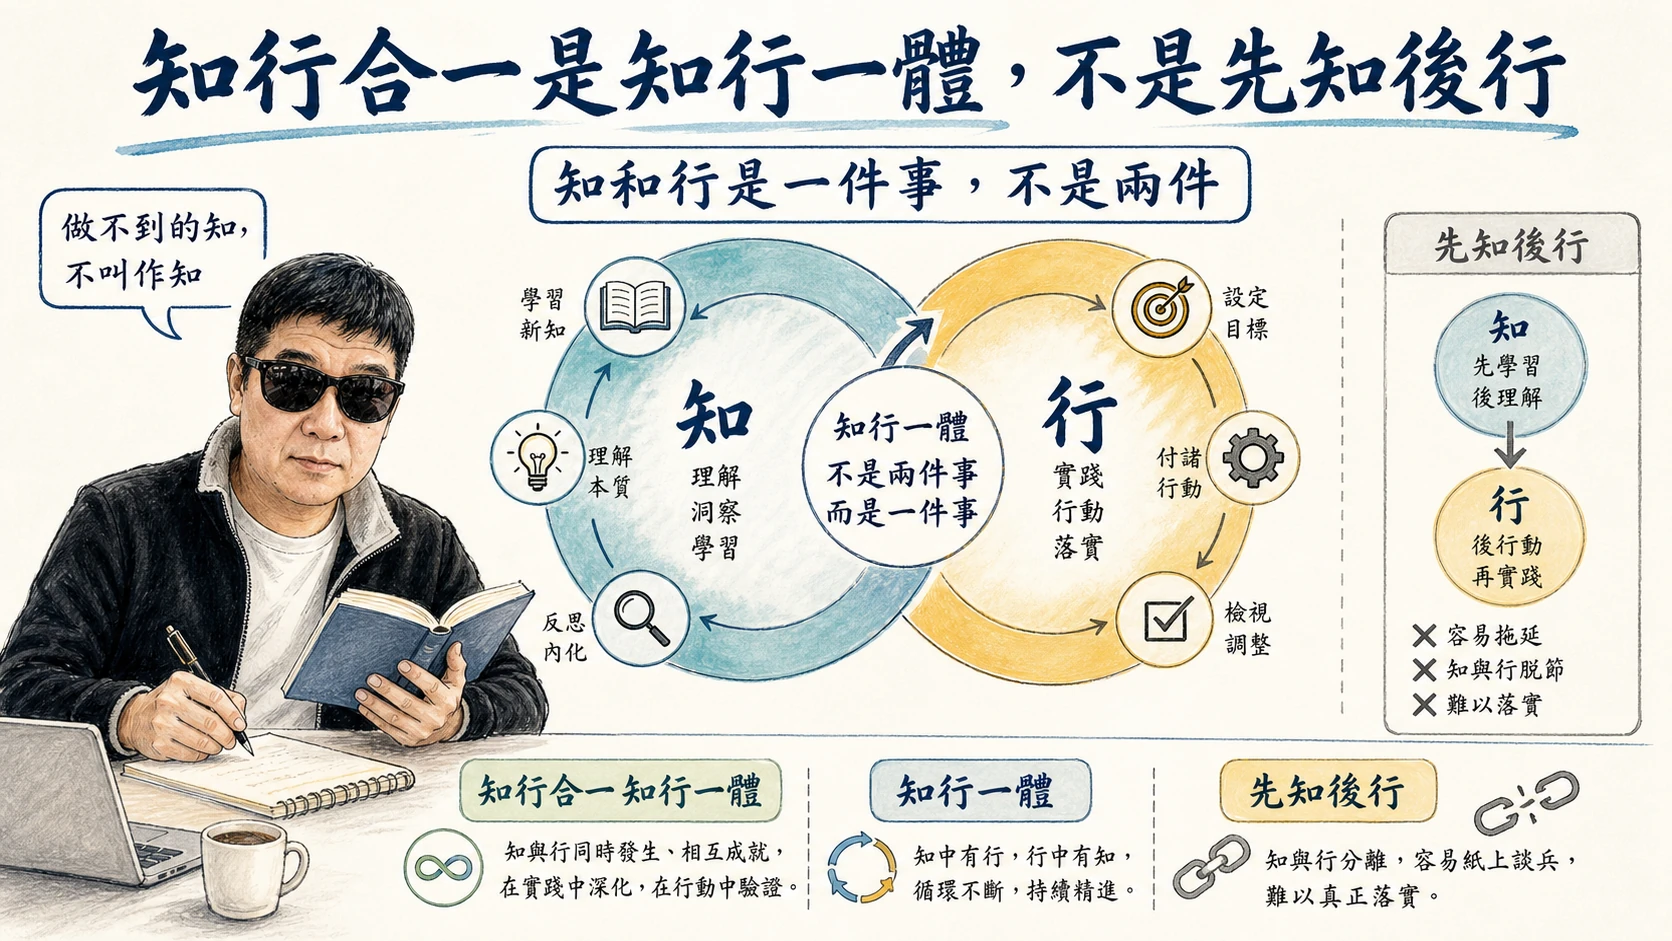 知行合一是知行一體，不是先知後行
知和行是一件事，不是兩件
做不到的知，
不叫作知
學習
新知
理解
本質
反思
內化
知
理解
洞察
學習
知行一體
不是兩件事
而是一件事
行
實踐
行動
落實
設定
目標
付諸
行動
檢視
調整
先知後行
知
先學習
後理解
行
後行動
再實踐
容易拖延
知與行脫節
難以落實
知行合一知行一體
知與行同時發生、相互成就，
在實踐中深化，在行動中驗證。
知行一體
知中有行，行中有知，
循環不斷，持續精進。
先知後行
知與行分離，容易紙上談兵，
難以真正落實。